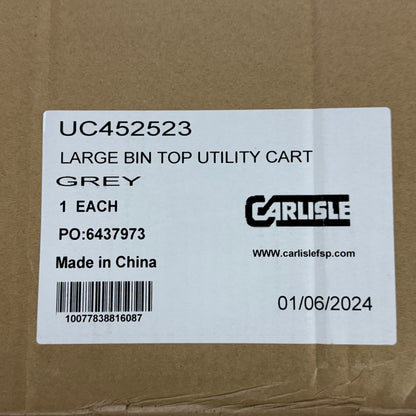 UC452523
LARGE BIN TOP UTILITY CART
GREY
1 EACH
CARLISLE
PO:6437973
www.carlislefsp.com
Made in China
01/06/2024
10077838816087